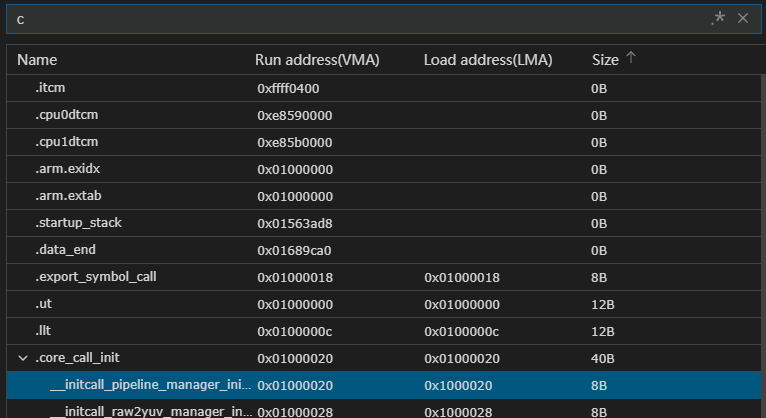 c .*
Name Run address(VMA) Load address(LMA) Size
.itcm 0xffff0400 0B
.cpu0dtcm 0xe8590000 0B
.cpu1dtcm 0xe85b0000 0B
.arm.exidx 0x01000000 0B
.arm.extab 0x01000000 0B
.startup_stack 0x01563ad8 0B
.data_end 0x01689ca0 0B
.export_symbol_call 0x01000018 0x01000018 8B
.ut 0x01000000 0x01000000 12B
.llt 0x0100000c 0x0100000c 12B
.core_call_init 0x01000020 0x01000020 40B
__initcall_pipeline_manager_ini... 0x01000020 0x1000020 8B
__initcall_raw2yuv_manager_in... 0x01000028 0x1000028 8B